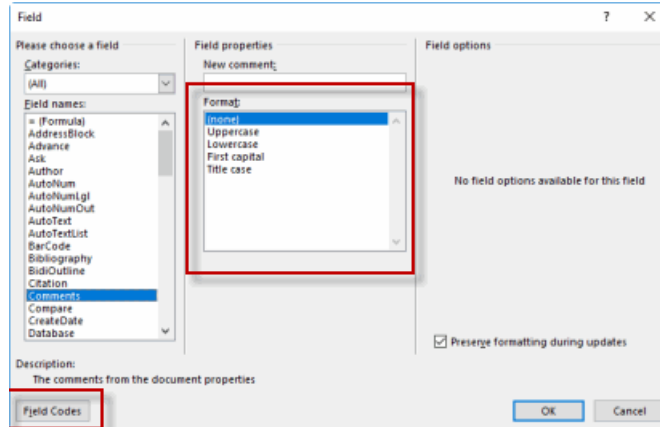 Field
Please choose a field
Categories:
(All)
Field names:
= (Formula)
AddressBlock
Advance
Ask
Author
AutoNum
AutoNumLgl
AutoNumOut
AutoText
AutoTextList
BarCode
Bibliography
BidiOutline
Citation
Comments
Compare
CreateDate
Database
Field properties
New comment:
Format:
(none)
Uppercase
Lowercase
First capital
Title case
Field options
No field options available for this field
Preserve formatting during updates
Description:
The comments from the document properties
Field Codes
OK
Cancel